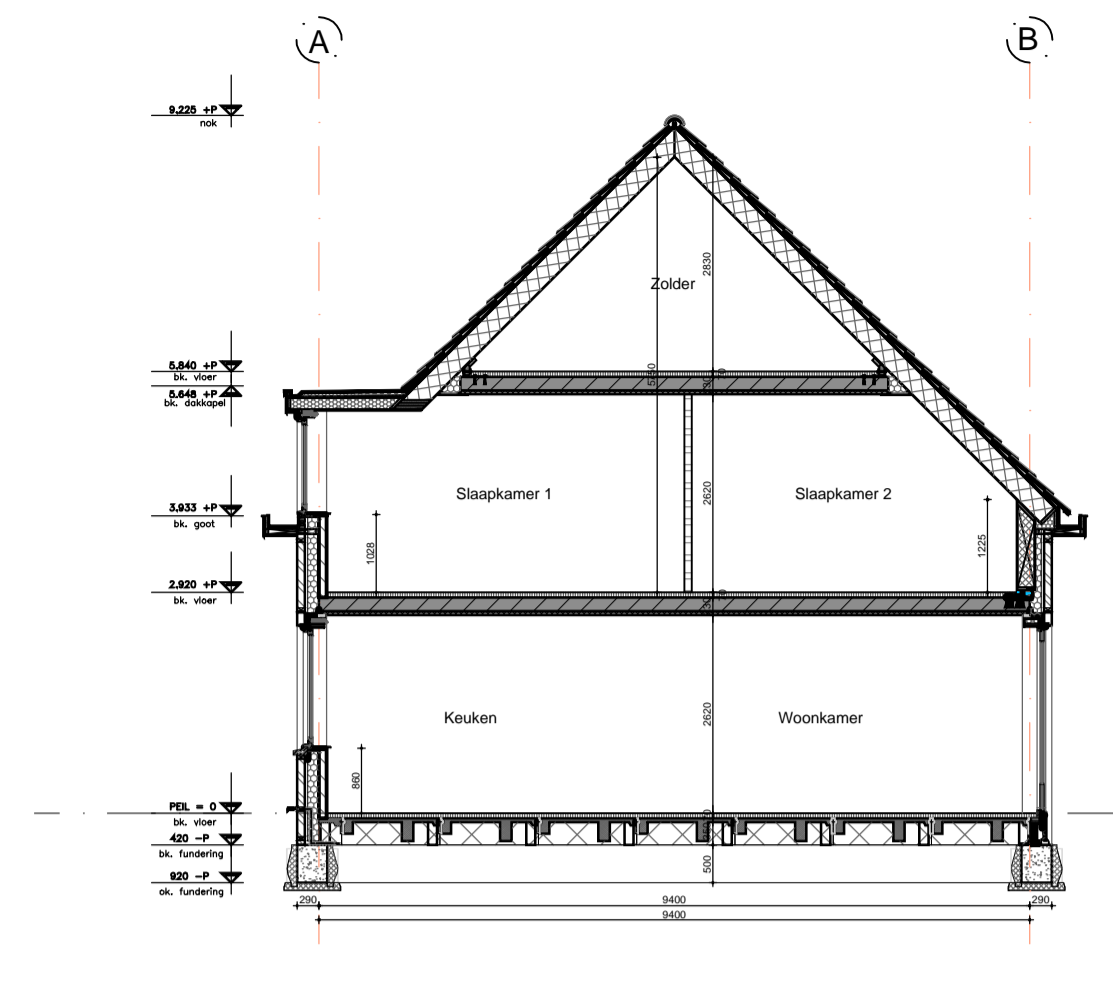 A
B
9.225 +P
nok
2830
Zolder
5.840 +P
bk. vloer
5.648 +P
bk. dakkapel
Slaapkamer 1
2620
Slaapkamer 2
3.933 +P
bk. goot
1028
1225
2.920 +P
bk. vloer
Keuken
2620
Woonkamer
860
PEIL = 0
bk. vloer
420 -P
bk. fundering
500
920 -P
ok. fundering
290
9400
290
9400